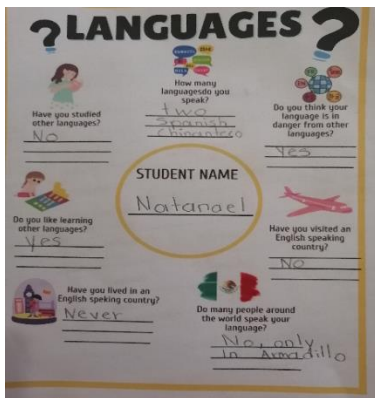 ? LANGUAGES ?
How many
languagesdo you
speak?
two
Spanish
Chinanteco
Have you studied
other languages?
No
Do you think your
language is in
danger from other
languages?
Yes
STUDENT NAME
Natanael
Do you like learning
other languages?
Yes
Have you visited an
English speaking
country?
No
Have you lived in an
English speking country?
Never
Do many people around
the world speak your
language?
No, only
In Armadillo